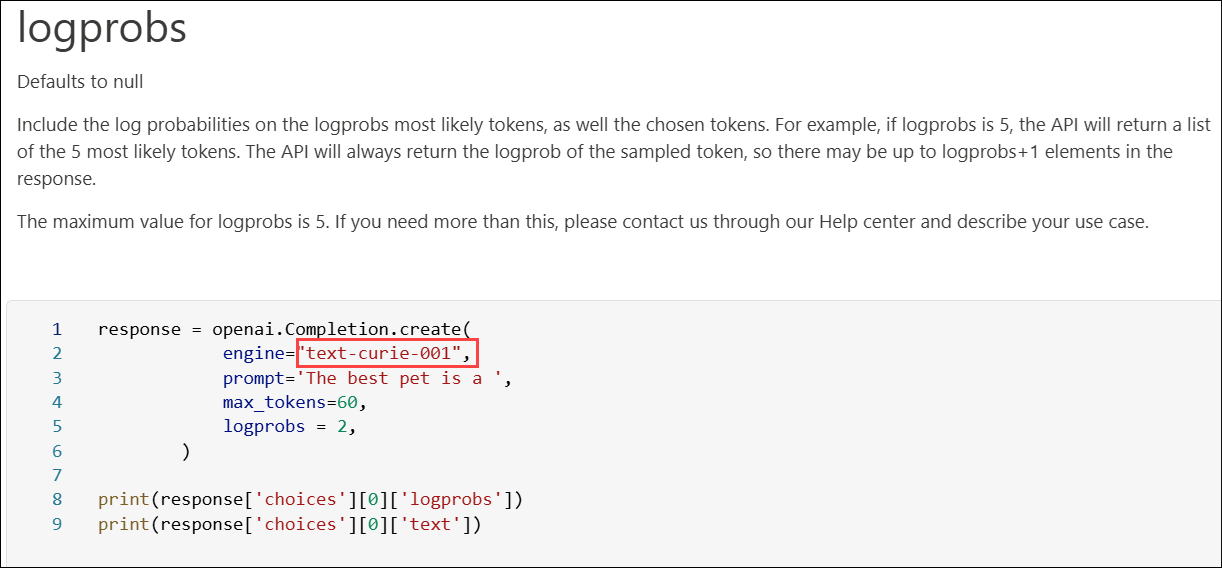 logprobs
Defaults to null
Include the log probabilities on the logprobs most likely tokens, as well the chosen tokens. For example, if logprobs is 5, the API will return a list
of the 5 most likely tokens. The API will always return the logprob of the sampled token, so there may be up to logprobs+1 elements in the
response.
The maximum value for logprobs is 5. If you need more than this, please contact us through our Help center and describe your use case.
1 response = openai.Completion.create(
2 engine="text-curie-001",
3 prompt='The best pet is a ',
4 max_tokens=60,
5 logprobs = 2,
6 )
7
8 print(response['choices'][0]['logprobs'])
9 print(response['choices'][0]['text'])